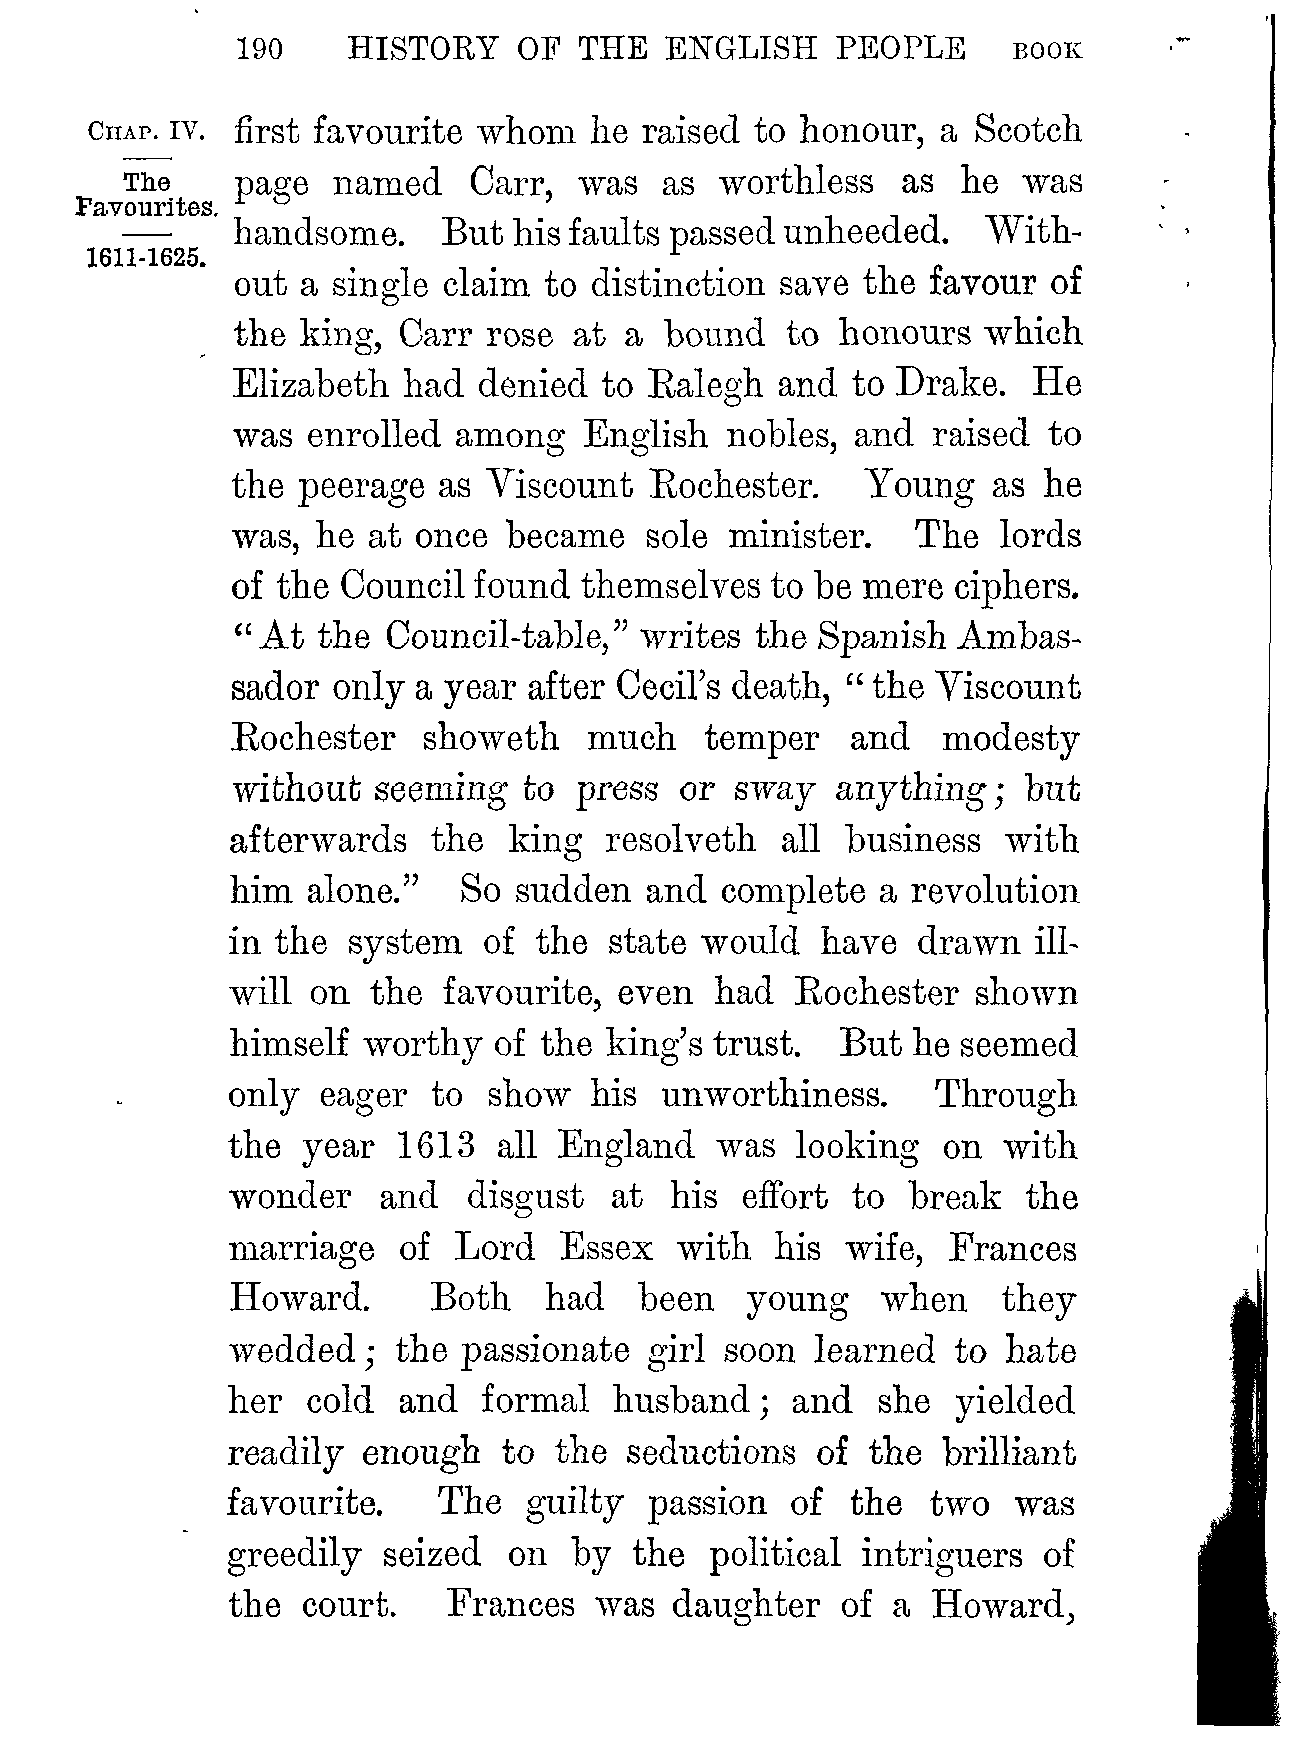 190 HISTORY OF THE ENGLISH PEOPLE BOOK
CHAP. IV.
The
Favourites.
1611-1625.
first favourite whom he raised to honour, a Scotch
page named Carr, was as worthless as he was
handsome. But his faults passed unheeded. With-
out a single claim to distinction save the favour of
the king, Carr rose at a bound to honours which
Elizabeth had denied to Ralegh and to Drake. He
was enrolled among English nobles, and raised to
the peerage as Viscount Rochester. Young as he
was, he at once became sole minister. The lords
of the Council found themselves to be mere ciphers.
“At the Council-table,” writes the Spanish Ambas-
sador only a year after Cecil’s death, “the Viscount
Rochester showeth much temper and modesty
without seeming to press or sway anything; but
afterwards the king resolveth all business with
him alone.” So sudden and complete a revolution
in the system of the state would have drawn ill-
will on the favourite, even had Rochester shown
himself worthy of the king’s trust. But he seemed
only eager to show his unworthiness. Through
the year 1613 all England was looking on with
wonder and disgust at his effort to break the
marriage of Lord Essex with his wife, Frances
Howard. Both had been young when they
wedded; the passionate girl soon learned to hate
her cold and formal husband; and she yielded
readily enough to the seductions of the brilliant
favourite. The guilty passion of the two was
greedily seized on by the political intriguers of
the court. Frances was daughter of a Howard,